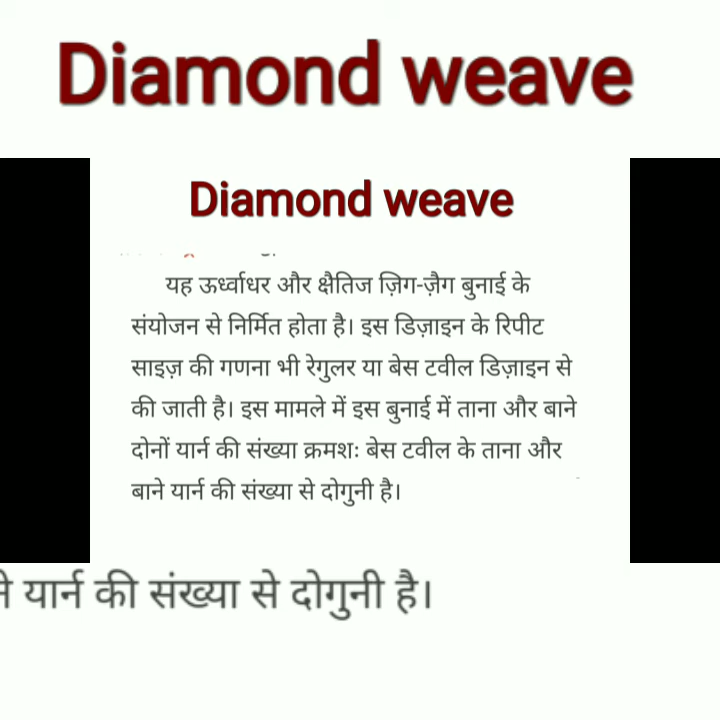 Diamond weave
Diamond weave
यह ऊर्ध्वाधर और क्षैतिज ज़िग-ज़ैग बुनाई के
संयोजन से निर्मित होता है। इस डिज़ाइन के रिपीट
साइज़ की गणना भी रेगुलर या बेस टवील डिज़ाइन से
की जाती है। इस मामले में इस बुनाई में ताना और बाने
दोनों यार्न की संख्या क्रमशः बेस टवील के ताना और
बाने यार्न की संख्या से दोगुनी है।
यार्न की संख्या से दोगुनी है।